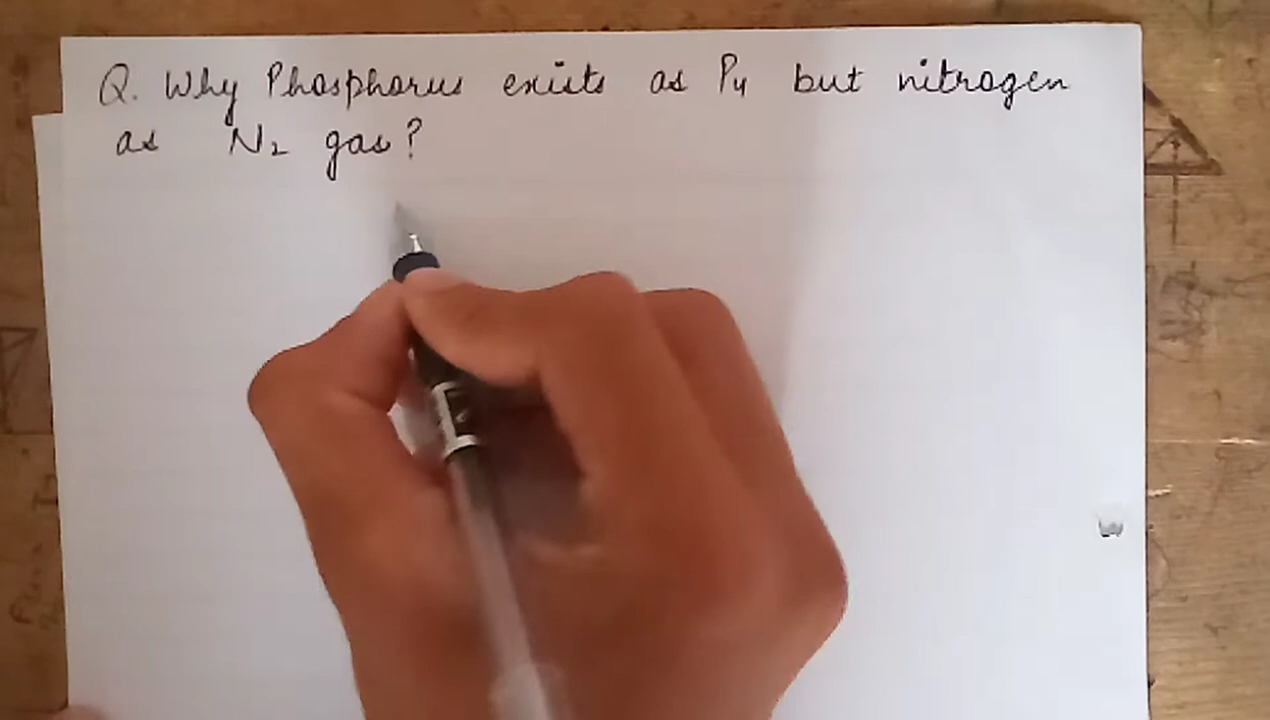 Q. Why Phosphorus exists as P₄ but nitrogen
as N₂ gas?